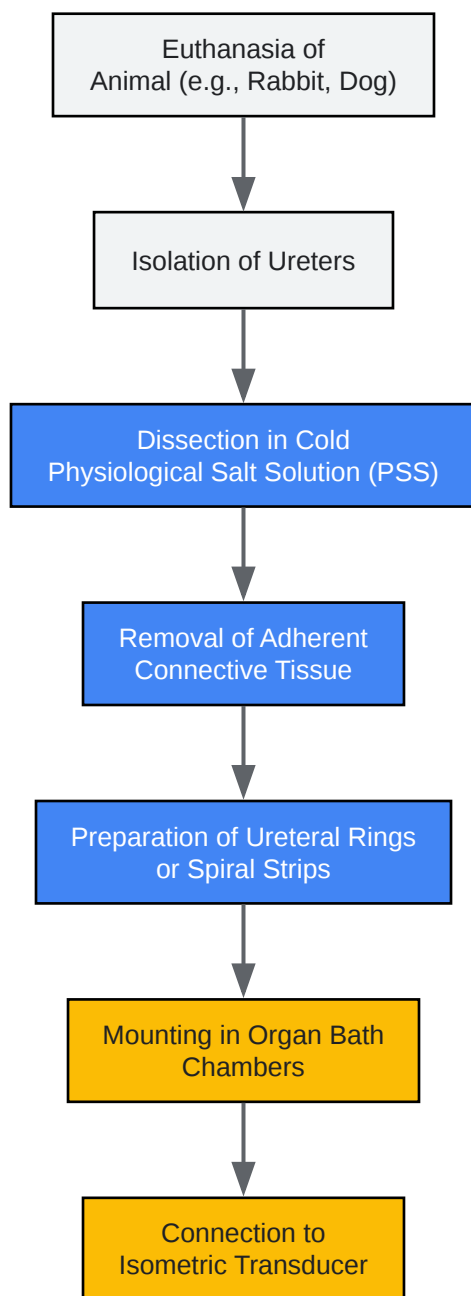 Euthanasia of
Animal (e.g., Rabbit, Dog)
Isolation of Ureters
Dissection in Cold
Physiological Salt Solution (PSS)
Removal of Adherent
Connective Tissue
Preparation of Ureteral Rings
or Spiral Strips
Mounting in Organ Bath
Chambers
Connection to
Isometric Transducer